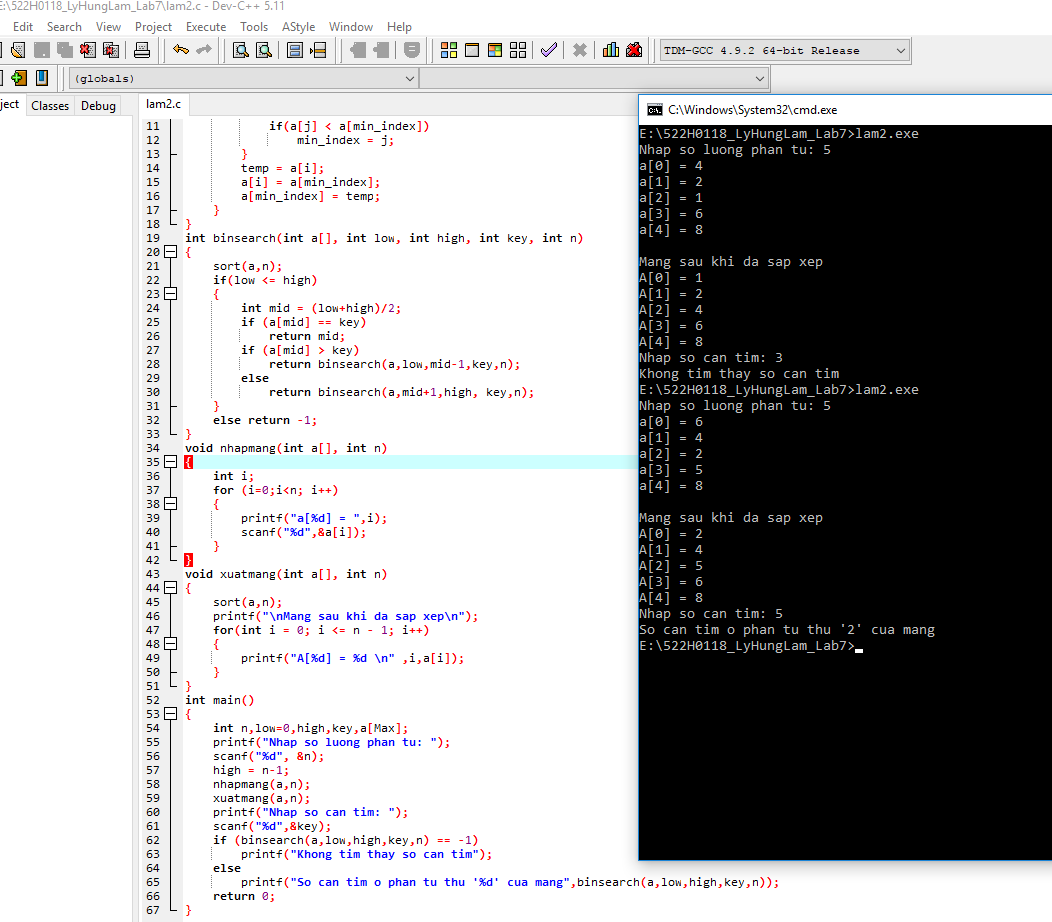 E:\522H0118_LyHungLam_Lab7\lam2.c - Dev-C++ 5.11
Edit Search View Project Execute Tools AStyle Window Help
TDM-GCC 4.9.2 64-bit Release
(globals)
ject Classes Debug
lam2.c
11 if(a[j] < a[min_index])
12 min_index = j;
13 }
14 temp = a[i];
15 a[i] = a[min_index];
16 a[min_index] = temp;
17 }
18 }
19 int binsearch(int a[], int low, int high, int key, int n)
20 {
21 sort(a,n);
22 if(low <= high)
23 {
24 int mid = (low+high)/2;
25 if (a[mid] == key)
26 return mid;
27 if (a[mid] > key)
28 return binsearch(a,low,mid-1,key,n);
29 else
30 return binsearch(a,mid+1,high, key,n);
31 }
32 else return -1;
33 }
34 void nhapmang(int a[], int n)
35 {
36 int i;
37 for (i=0;i<n; i++)
38 {
39 printf("a[%d] = ",i);
40 scanf("%d",&a[i]);
41 }
42 }
43 void xuatmang(int a[], int n)
44 {
45 sort(a,n);
46 printf("\nMang sau khi da sap xep\n");
47 for(int i = 0; i <= n - 1; i++)
48 {
49 printf("A[%d] = %d \n" ,i,a[i]);
50 }
51 }
52 int main()
53 {
54 int n,low=0,high,key,a[Max];
55 printf("Nhap so luong phan tu: ");
56 scanf("%d", &n);
57 high = n-1;
58 nhapmang(a,n);
59 xuatmang(a,n);
60 printf("Nhap so can tim: ");
61 scanf("%d",&key);
62 if (binsearch(a,low,high,key,n) == -1)
63 printf("Khong tim thay so can tim");
64 else
65 printf("So can tim o phan tu thu '%d' cua mang",binsearch(a,low,high,key,n));
66 return 0;
67 }
C:\Windows\System32\cmd.exe
E:\522H0118_LyHungLam_Lab7>lam2.exe
Nhap so luong phan tu: 5
a[0] = 4
a[1] = 2
a[2] = 1
a[3] = 6
a[4] = 8
Mang sau khi da sap xep
A[0] = 1
A[1] = 2
A[2] = 4
A[3] = 6
A[4] = 8
Nhap so can tim: 3
Khong tim thay so can tim
E:\522H0118_LyHungLam_Lab7>lam2.exe
Nhap so luong phan tu: 5
a[0] = 6
a[1] = 4
a[2] = 2
a[3] = 5
a[4] = 8
Mang sau khi da sap xep
A[0] = 2
A[1] = 4
A[2] = 5
A[3] = 6
A[4] = 8
Nhap so can tim: 5
So can tim o phan tu thu '2' cua mang
E:\522H0118_LyHungLam_Lab7>